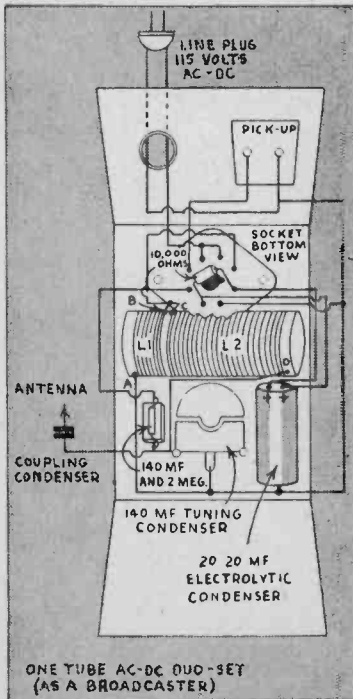 LINE PLUG
115 VOLTS
AC-DC
PICK-UP
SOCKET
BOTTOM
VIEW
10,000
OHMS
B
C
L1
L2
A
D
ANTENNA
COUPLING
CONDENSER
140 MF
AND 2 MEG.
140 MF TUNING
CONDENSER
20 20 MF
ELECTROLYTIC
CONDENSER
ONE TUBE AC-DC DUO-SET
(AS A BROADCASTER)